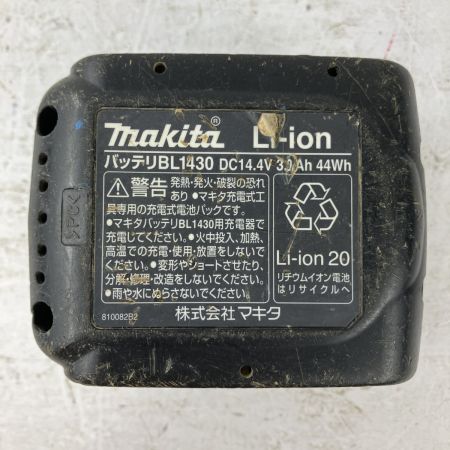 makita® Li-ion
バッテリBL1430 DC14.4V 3.0Ah 44Wh
⚠警告 発熱・発火・破裂の恐れ
あり ●マキタ充電式工
具専用の充電式電池パックです。
●マキタバッテリBL1430用充電器で
充電してください。●火中投入、加熱、
高温での充電・使用・放置をしない
でください。●変形やショートさせたり、
分解・修理・改造をしないでください。
●雨や水にぬらさないでください。
Li-ion 20
リチウムイオン電池
はリサイクルへ
株式会社マキタ
810082B2
>PC<